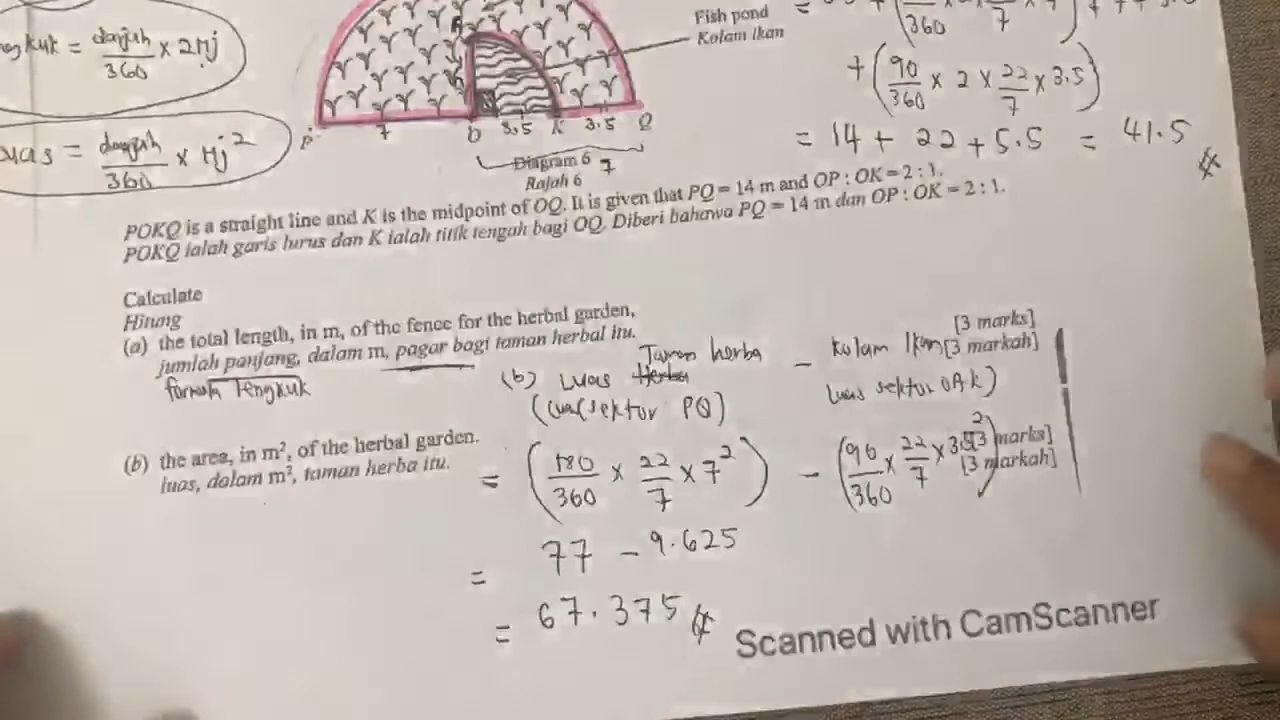 = darjah/360 × 2πj
= darjah/360 × πj²
Fish pond
Kolam Ikan
7
3.5
K
3.5
Q
P
Diagram 6
7
Rajah 6
+ (90/360 × 2 × 22/7 × 3.5)
= 14 + 22 + 5.5 = 41.5
POKQ is a straight line and K is the midpoint of OQ. It is given that PQ = 14 m and OP : OK = 2 : 1.
POKQ ialah garis lurus dan K ialah titik tengah bagi OQ. Diberi bahawa PQ = 14 m dan OP : OK = 2 : 1.
Calculate
Hitung
(a) the total length, in m, of the fence for the herbal garden,
jumlah panjang, dalam m, pagar bagi taman herbal itu.
[3 marks]
[3 markah]
(b) Luas Taman herba – kolam Ikan
sektor PQ) Luas sektor OAK)
(b) the area, in m², of the herbal garden.
luas, dalam m², taman herba itu.
[3 marks]
[3 markah]
= (180/360 × 22/7 × 7²) – (90/360 × 22/7 × 3.5²)
= 77 – 9.625
= 67.375
Scanned with CamScanner